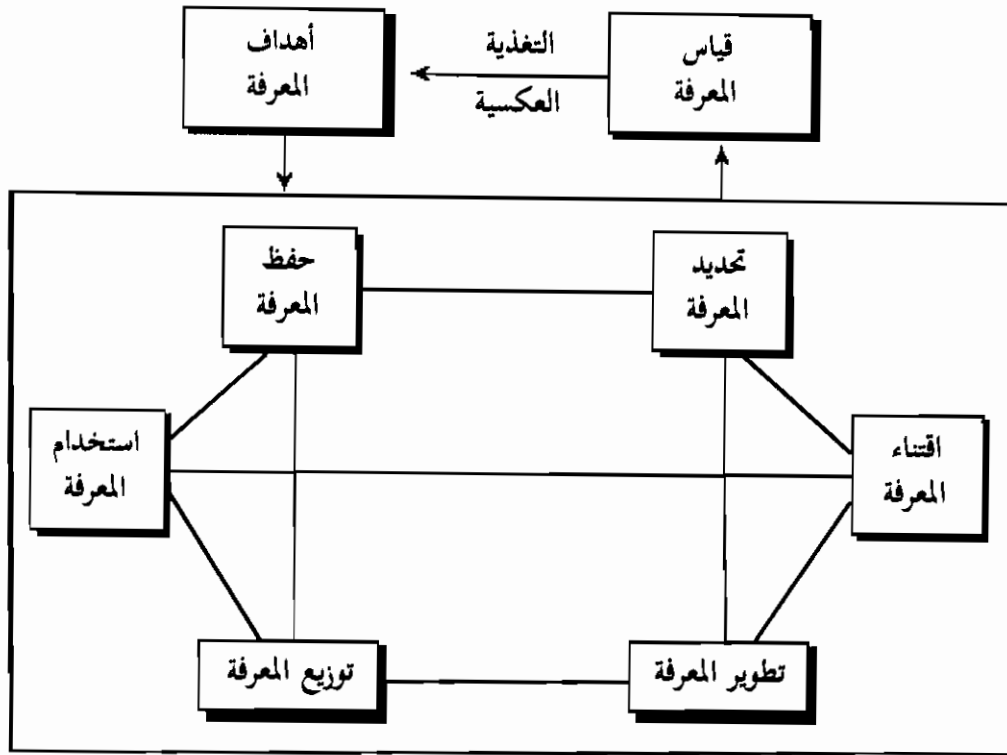 قياس
المعرفة
التغذية
العكسية
أهداف
المعرفة
تحديد
المعرفة
حفظ
المعرفة
اقتناء
المعرفة
استخدام
المعرفة
تطوير المعرفة
توزيع المعرفة